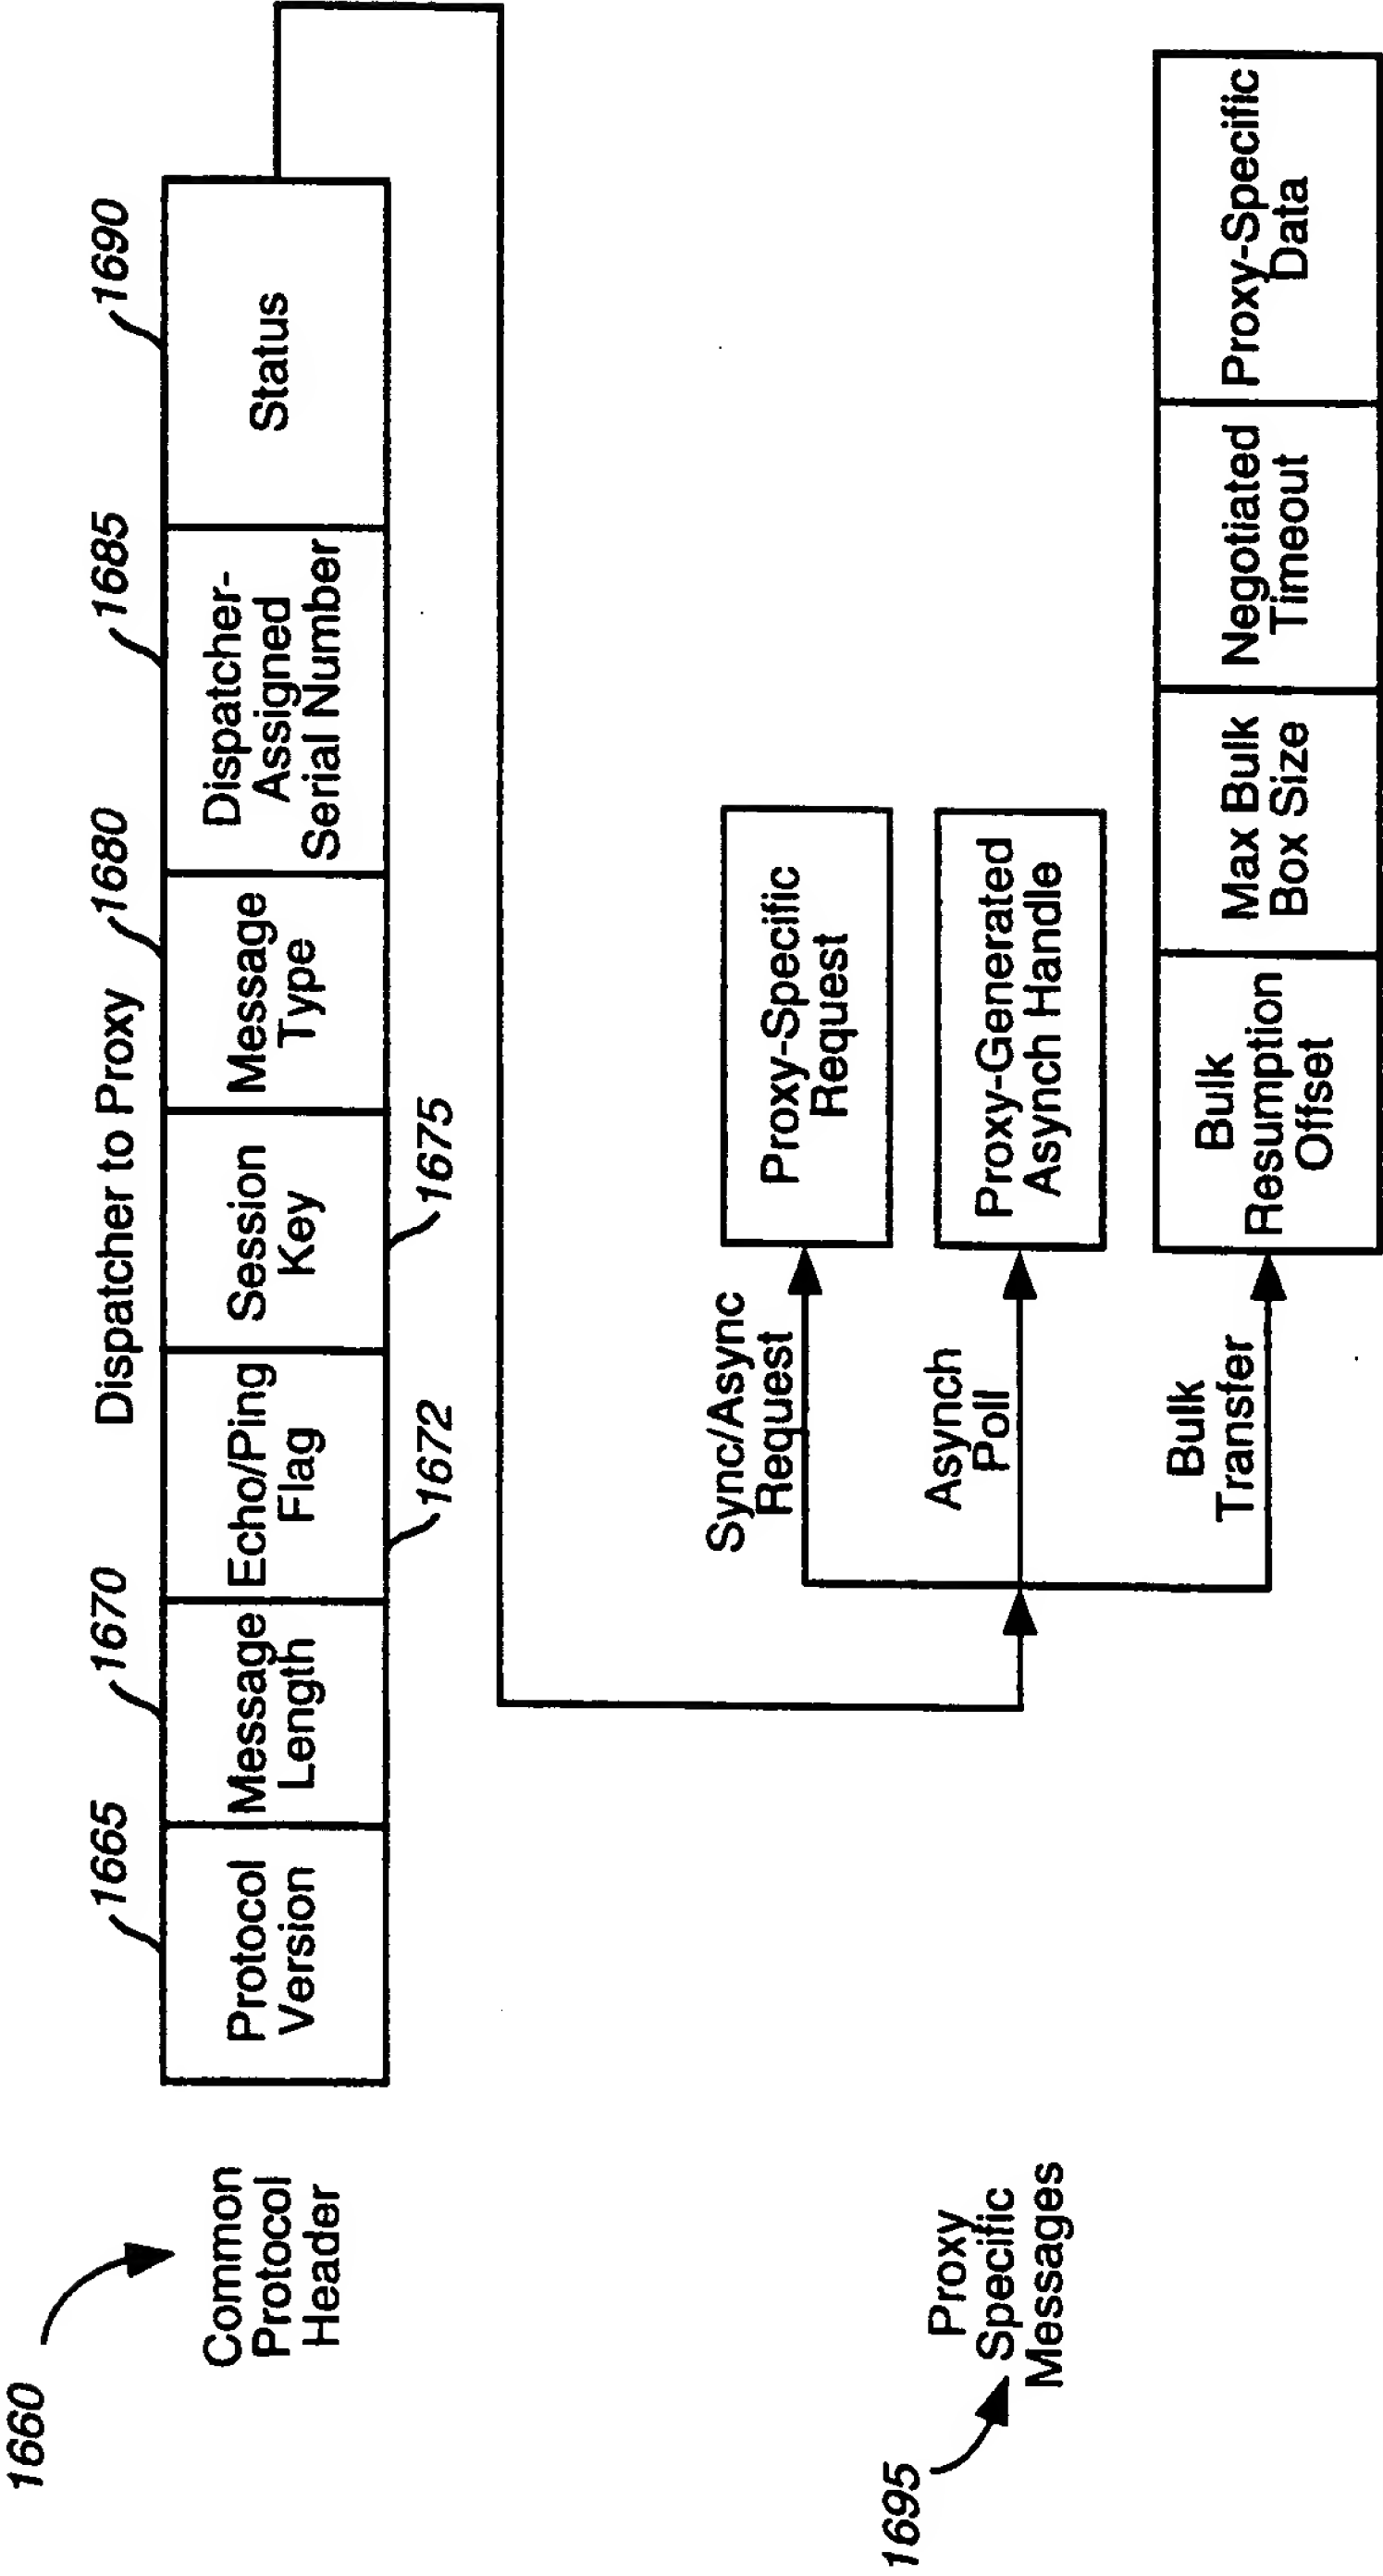 1660
Common
Protocol
Header
Dispatcher to Proxy
1665
1670
1680
1685
1690
Protocol
Version
Message
Length
Echo/Ping
Flag
Session
Key
Message
Type
Dispatcher-
Assigned
Serial Number
Status
1672
1675
1695
Proxy
Specific
Messages
Sync/Async
Request
Proxy-Specific
Request
Asynch
Poll
Proxy-Generated
Asynch Handle
Bulk
Transfer
Bulk
Resumption
Offset
Max Bulk
Box Size
Negotiated
Timeout
Proxy-Specific
Data